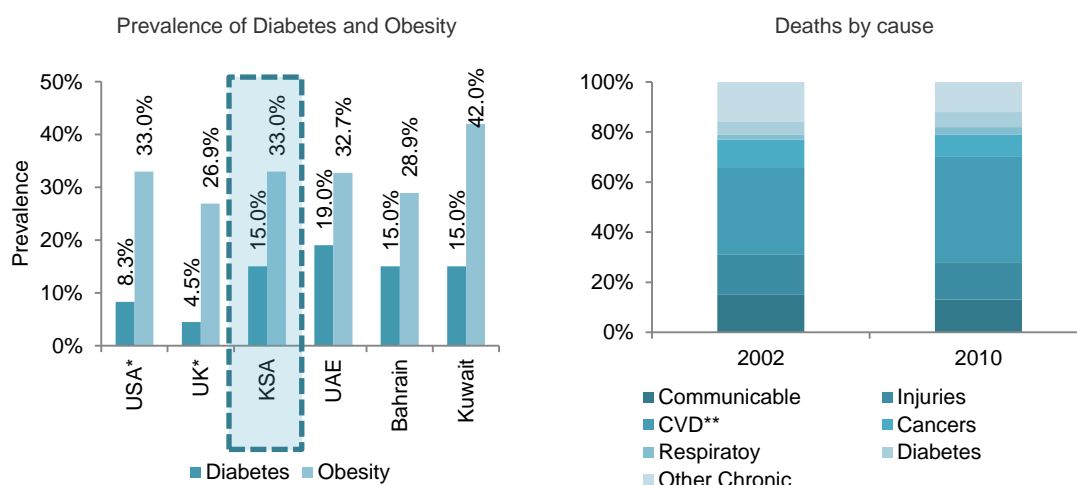 Prevalence of Diabetes and Obesity
50%
40%
30%
20%
10%
0%
Prevalence
8.3%
33.0%
4.5%
26.9%
15.0%
33.0%
19.0%
32.7%
15.0%
28.9%
15.0%
42.0%
USA*
UK*
KSA
UAE
Bahrain
Kuwait
Diabetes Obesity
Deaths by cause
100%
80%
60%
40%
20%
0%
2002 2010
Communicable Injuries
CVD** Cancers
Respiratoy Diabetes
Other Chronic